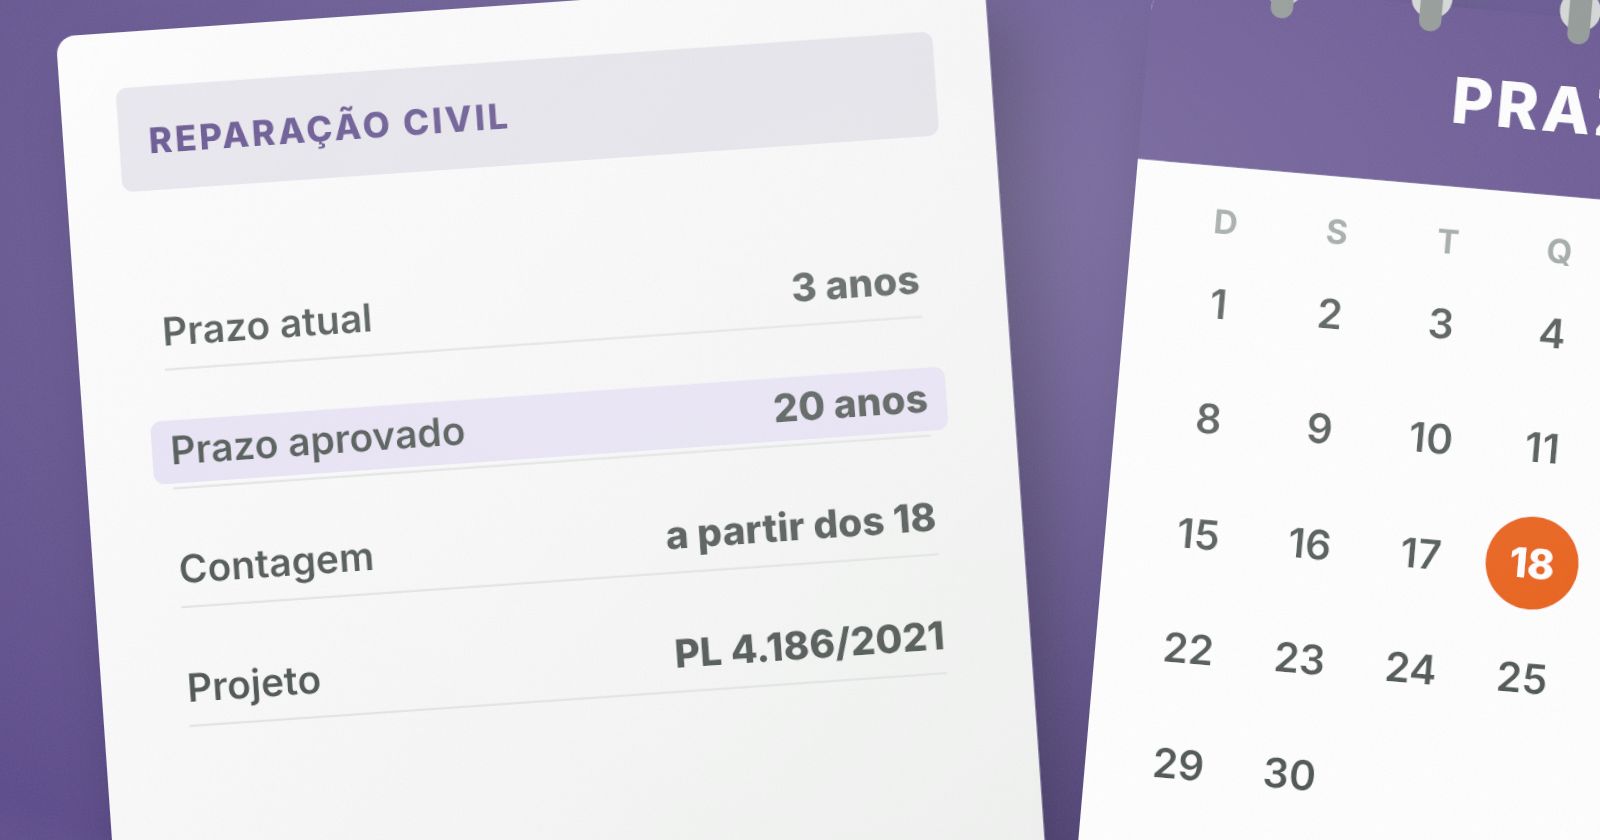 REPARAÇÃO CIVIL
Prazo atual 3 anos
Prazo aprovado 20 anos
Contagem a partir dos 18
Projeto PL 4.186/2021
D S T Q
1 2 3 4
8 9 10 11
15 16 17 18
22 23 24 25
29 30